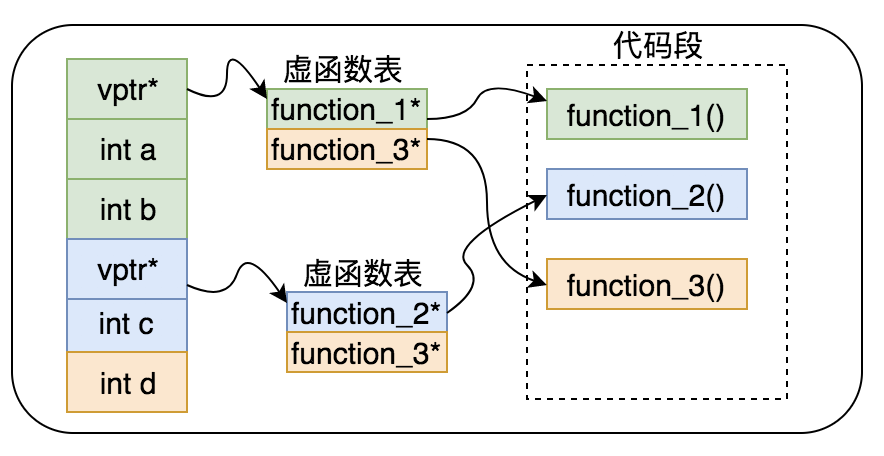 代码段
虚函数表
vptr*
function_1*
function_1()
int a
function_3*
int b
function_2()
vptr*
虚函数表
function_3()
int c
function_2*
function_3*
int d